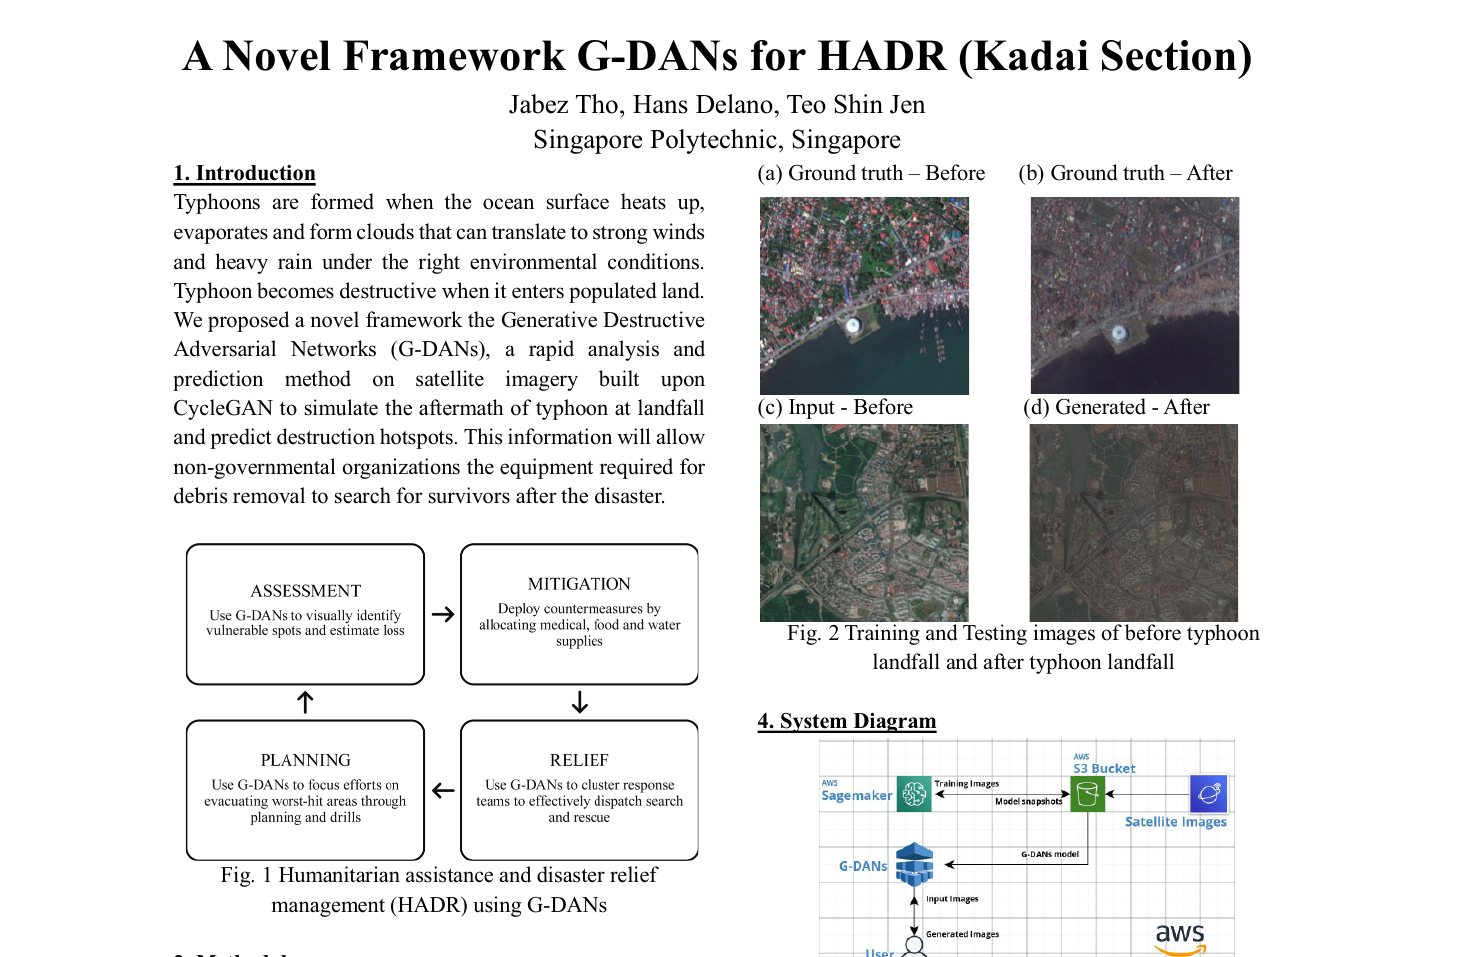 A Novel Framework G-DANs for HADR (Kadai Section)
Jabez Tho, Hans Delano, Teo Shin Jen
Singapore Polytechnic, Singapore
1. Introduction
Typhoons are formed when the ocean surface heats up,
evaporates and form clouds that can translate to strong winds
and heavy rain under the right environmental conditions.
Typhoon becomes destructive when it enters populated land.
We proposed a novel framework the Generative Destructive
Adversarial Networks (G-DANs), a rapid analysis and
prediction method on satellite imagery built upon
CycleGAN to simulate the aftermath of typhoon at landfall
and predict destruction hotspots. This information will allow
non-governmental organizations the equipment required for
debris removal to search for survivors after the disaster.
ASSESSMENT
Use G-DANs to visually identify
vulnerable spots and estimate loss
MITIGATION
Deploy countermeasures by
allocating medical, food and water
supplies
PLANNING
Use G-DANs to focus efforts on
evacuating worst-hit areas through
planning and drills
RELIEF
Use G-DANs to cluster response
teams to effectively dispatch search
and rescue
Fig. 1 Humanitarian assistance and disaster relief
management (HADR) using G-DANs
(a) Ground truth – Before
(b) Ground truth – After
(c) Input - Before
(d) Generated - After
Fig. 2 Training and Testing images of before typhoon
landfall and after typhoon landfall
4. System Diagram
AWS
S3 Bucket
AWS
Sagemaker
Training Images
Model snapshots
Satellite Images
G-DANs model
G-DANs
Input Images
Generated Images
User
aws